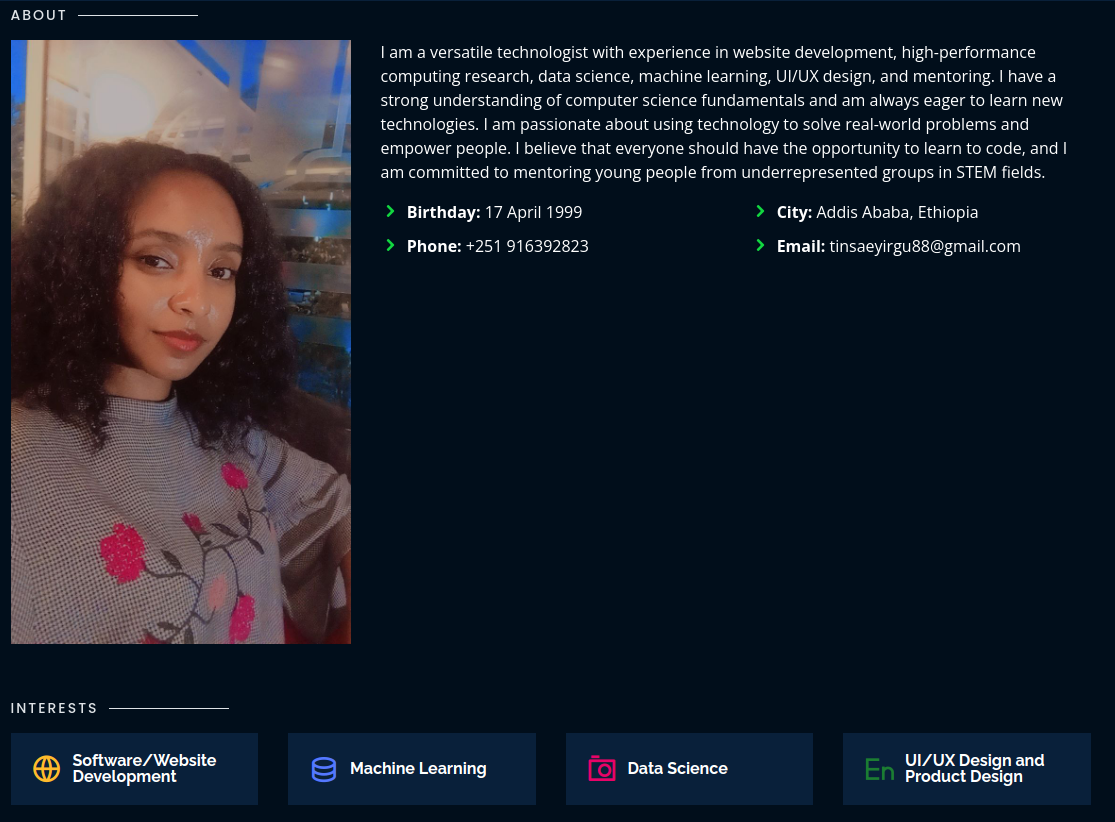 ABOUT
I am a versatile technologist with experience in website development, high-performance
computing research, data science, machine learning, UI/UX design, and mentoring. I have a
strong understanding of computer science fundamentals and am always eager to learn new
technologies. I am passionate about using technology to solve real-world problems and
empower people. I believe that everyone should have the opportunity to learn to code, and I
am committed to mentoring young people from underrepresented groups in STEM fields.
Birthday: 17 April 1999
City: Addis Ababa, Ethiopia
Phone: +251 916392823
Email: tinsaeyirgu88@gmail.com
INTERESTS
Software/Website
Development
Machine Learning
Data Science
En
UI/UX Design and
Product Design